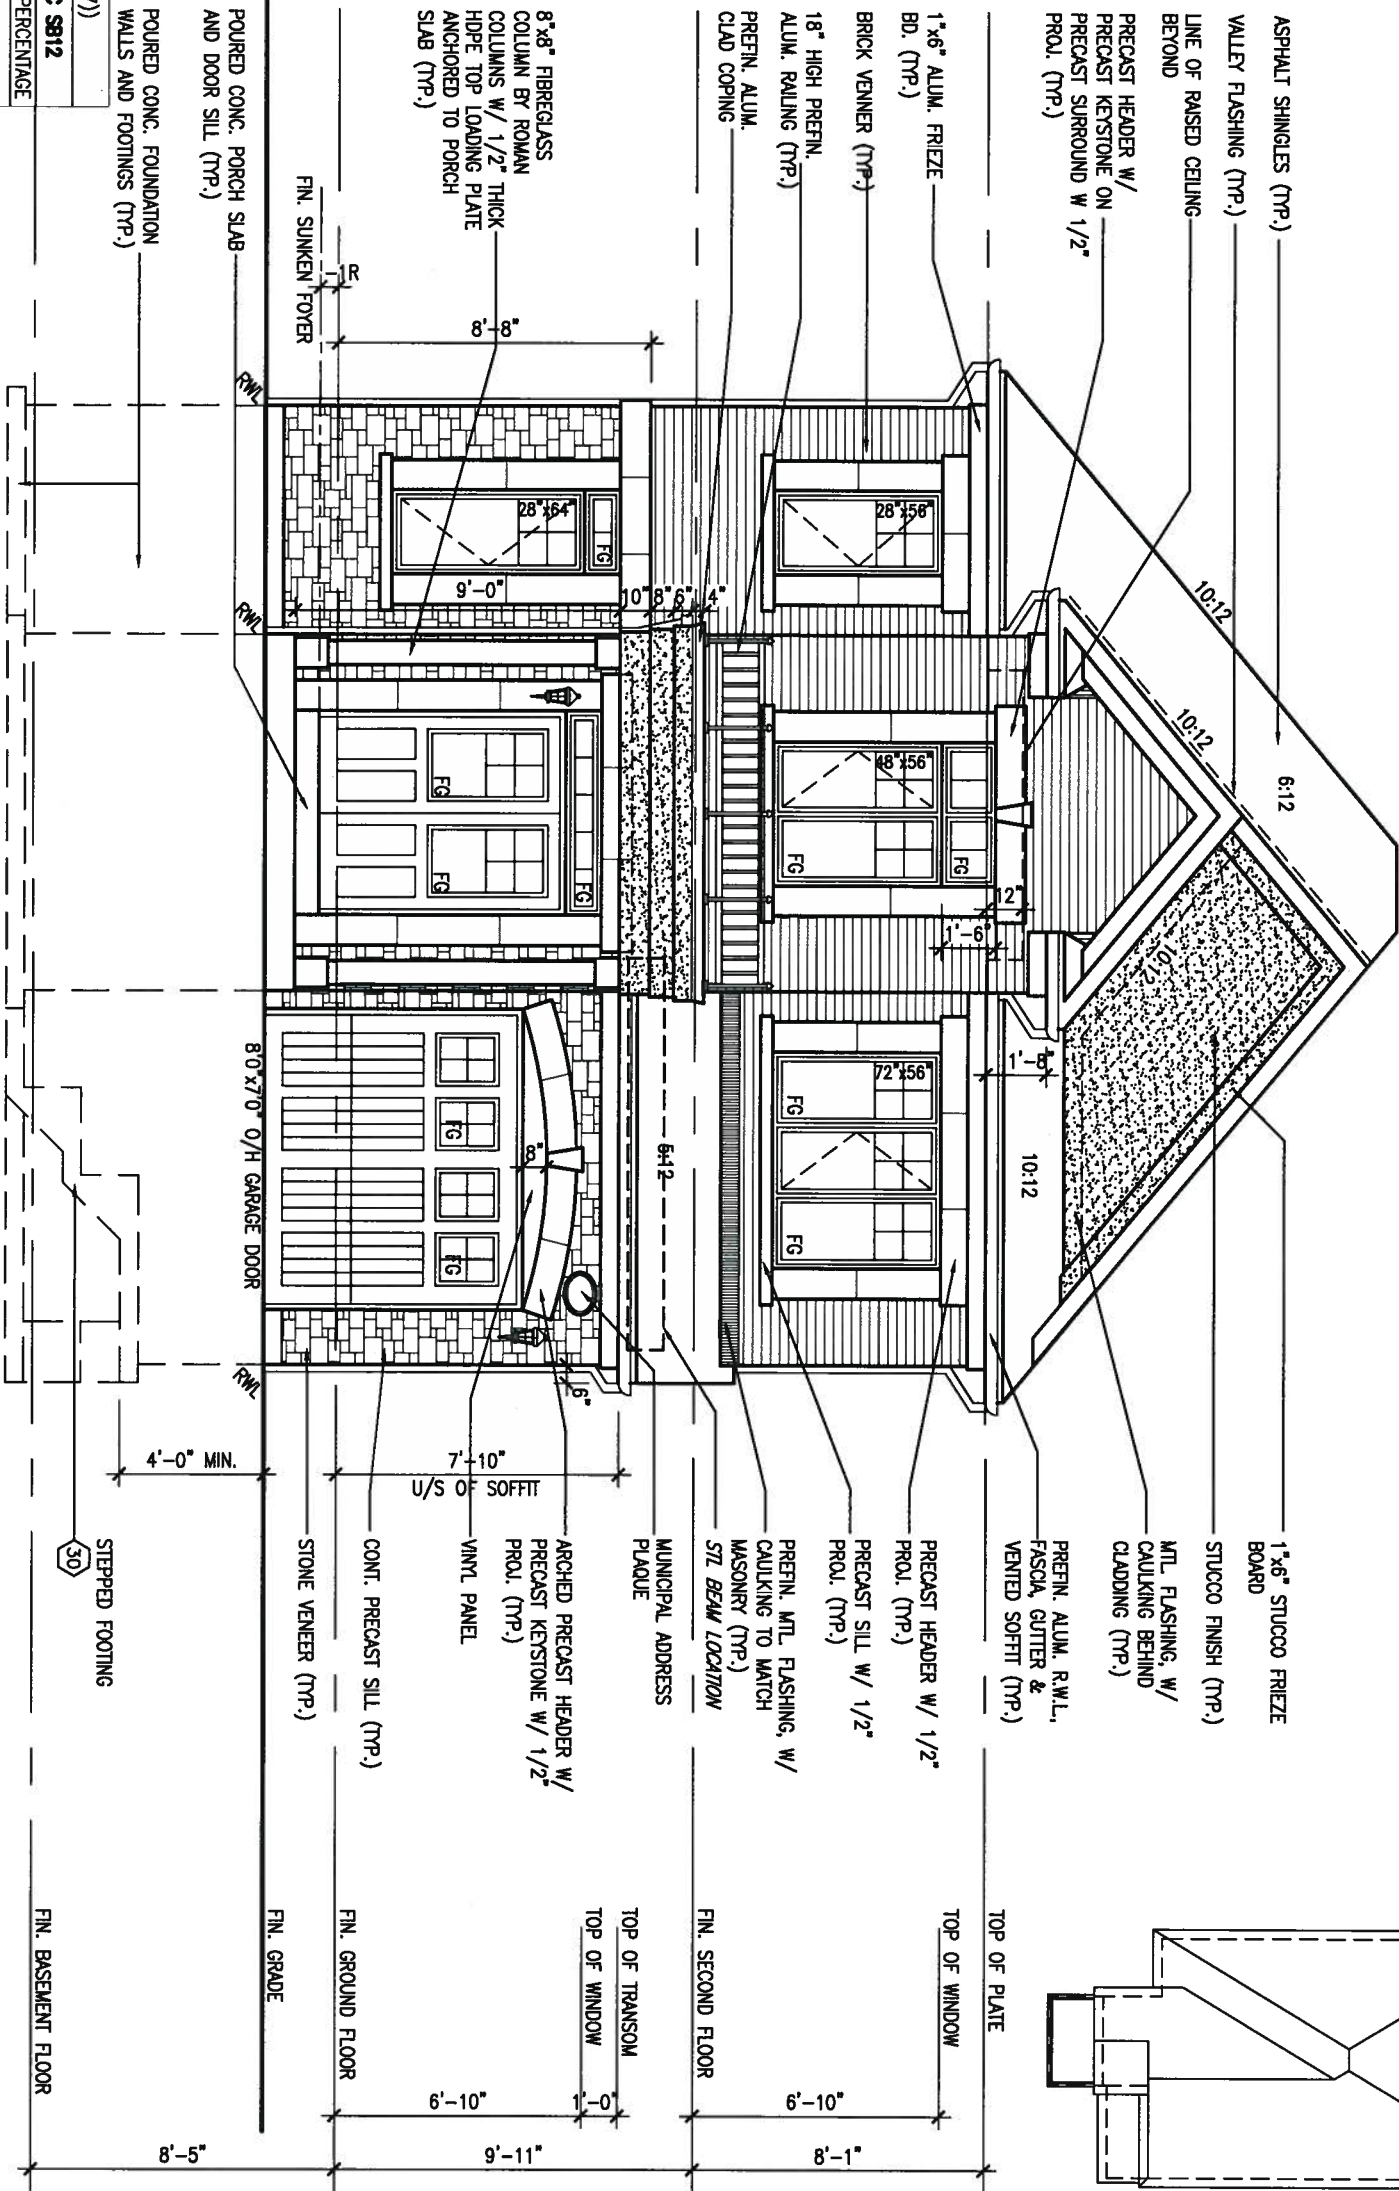 ASPHALT SHINGLES (TYP.)
VALLEY FLASHING (TYP.)
LINE OF RAISED CEILING
BEYOND
PRECAST HEADER W/
PRECAST KEYSTONE ON
PRECAST SURROUND W 1/2"
PROJ. (TYP.)
1"x6" ALUM. FRIEZE
BD. (TYP.)
BRICK VENNER (TYP.)
18" HIGH PREFIN.
ALUM. RAILING (TYP.)
PREFIN. ALUM.
CLAD COPING
8"x8" FIBREGLASS
COLUMN BY ROMAN
COLUMNS W/ 1/2" THICK
HDPE TOP LOADING PLATE
ANCHORED TO PORCH
SLAB (TYP.)
FIN. SUNKEN FOYER
POURED CONC. PORCH SLAB
AND DOOR SILL (TYP.)
POURED CONC. FOUNDATION
WALLS AND FOOTINGS (TYP.)
7))
C SB12
PERCENTAGE
-1R
8'-8"
RWL
RWL
RWL
10:12
10:12
6:12
10:12
10:12
5:12
28"x56"
48"x56"
72"x56"
28"x64"
FG
FG
FG
FG
FG
FG
FG
FG
FG
FG
12"
1'-6"
1'-8"
9'-0"
10"
8"
6"
4"
8"
6"
8'0"x7'0" O/H GARAGE DOOR
4'-0" MIN.
7'-10"
U/S OF SOFFIT
1"x6" STUCCO FRIEZE
BOARD
STUCCO FINISH (TYP.)
MTL. FLASHING, W/
CAULKING BEHIND
CLADDING (TYP.)
PREFIN. ALUM. R.W.L.,
FASCIA, GUTTER &
VENTED SOFFIT (TYP.)
PRECAST HEADER W/ 1/2"
PROJ. (TYP.)
PRECAST SILL W/ 1/2"
PROJ. (TYP.)
PREFIN. MTL. FLASHING, W/
CAULKING TO MATCH
MASONRY (TYP.)
STL BEAM LOCATION
MUNICIPAL ADDRESS
PLAQUE
ARCHED PRECAST HEADER W/
PRECAST KEYSTONE W/ 1/2"
PROJ. (TYP.)
VINYL PANEL
CONT. PRECAST SILL (TYP.)
STONE VENEER (TYP.)
STEPPED FOOTING
30
TOP OF PLATE
TOP OF WINDOW
FIN. SECOND FLOOR
TOP OF TRANSOM
TOP OF WINDOW
FIN. GROUND FLOOR
FIN. GRADE
FIN. BASEMENT FLOOR
6'-10"
1'-0"
6'-10"
8'-1"
9'-11"
8'-5"